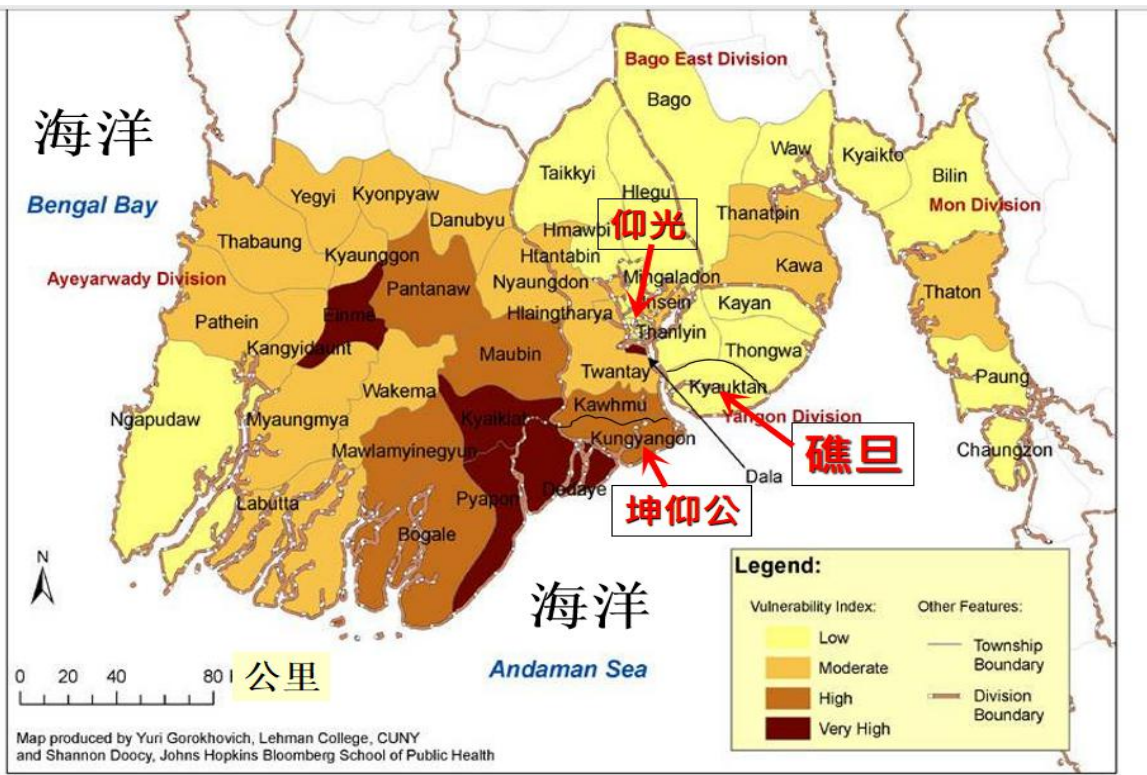 Bago East Division
Bago
海洋
Waw
Kyaikto
Taikkyi
Bilin
Yegyi
Kyonpyaw
Hlegu
Bengal Bay
Danubyu
仰光
Thanatpin
Mon Division
Hmawbi
Thabaung
Kyaunggon
Htantabin
Kawa
Ayeyarwady Division
Pantanaw
Nyaungdon
Mingaladon
Insein
Kayan
Thaton
Pathein
Einme
Hlaingtharya
Thanlyin
Kangyidaunt
Maubin
Thongwa
Twantay
Paung
Wakema
Kyauktan
Ngapudaw
Myaungmya
Kyaiklat
Kawhmu
Yangon Division
Kungyangon
礁旦
Mawlamyinegyun
Chaungzon
Dala
Labutta
Pyapon
Dedaye
坤仰公
Bogale
N
海洋
Andaman Sea
Legend:
Vulnerability Index:
Other Features:
Low
Moderate
High
Very High
Township
Boundary
Division
Boundary
0 20 40 80 公里
Map produced by Yuri Gorokhovich, Lehman College, CUNY
and Shannon Doocy, Johns Hopkins Bloomberg School of Public Health